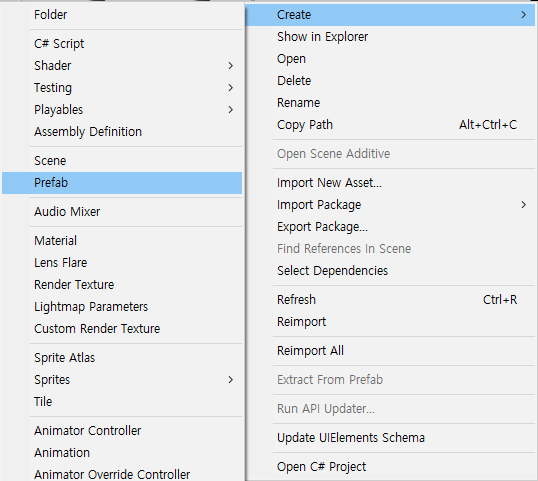 Folder
C# Script
Shader
Testing
Playables
Assembly Definition
Scene
Prefab
Audio Mixer
Material
Lens Flare
Render Texture
Lightmap Parameters
Custom Render Texture
Sprite Atlas
Sprites
Tile
Animator Controller
Animation
Animator Override Controller
Create
Show in Explorer
Open
Delete
Rename
Copy Path Alt+Ctrl+C
Open Scene Additive
Import New Asset...
Import Package
Export Package...
Find References In Scene
Select Dependencies
Refresh Ctrl+R
Reimport
Reimport All
Extract From Prefab
Run API Updater...
Update UIElements Schema
Open C# Project